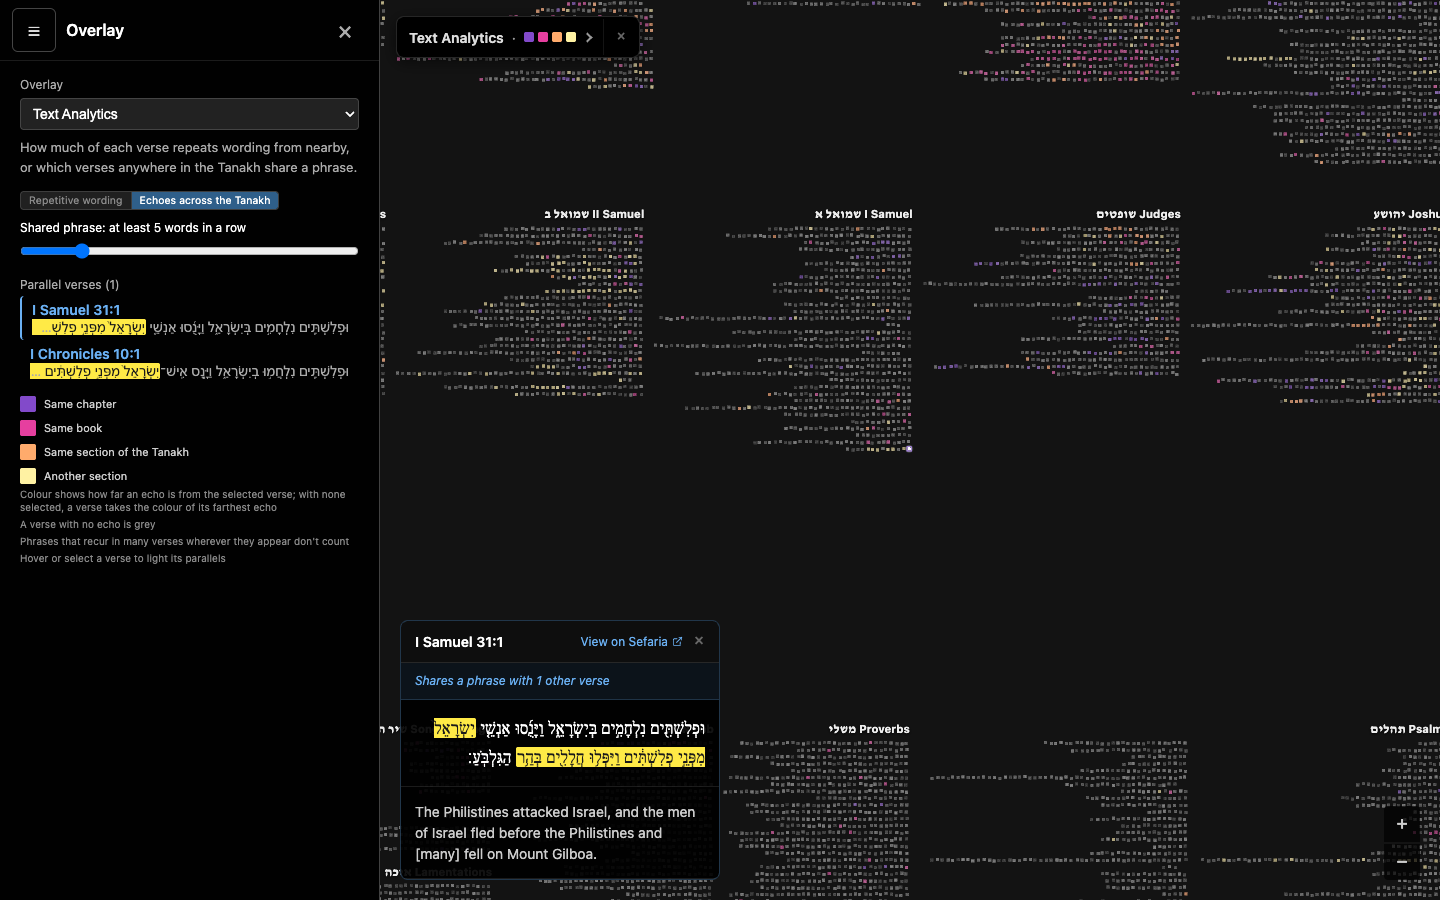 Overlay
Overlay
Text Analytics
How much of each verse repeats wording from nearby,
or which verses anywhere in the Tanakh share a phrase.
Repetitive wording
Echoes across the Tanakh
Shared phrase: at least 5 words in a row
Parallel verses (1)
I Samuel 31:1
וּפְלִשְׁתִּ֖ים נִלְחָמִ֣ים בְּיִשְׂרָאֵ֑ל וַיָּנֻ֜סוּ אַנְשֵׁ֤י יִשְׂרָאֵל֙ מִפְּנֵ֣י פְלִשְׁ…
I Chronicles 10:1
וּפְלִשְׁתִּ֖ים נִלְחֲמ֣וּ בְיִשְׂרָאֵ֑ל וַיָּ֤נׇס אִֽישׁ־יִשְׂרָאֵל֙ מִפְּנֵ֣י פְלִשְׁתִּ֔ים …
Same chapter
Same book
Same section of the Tanakh
Another section
Colour shows how far an echo is from the selected verse; with none
selected, a verse takes the colour of its farthest echo
A verse with no echo is grey
Phrases that recur in many verses wherever they appear don't count
Hover or select a verse to light its parallels
Text Analytics ·
שמואל ב II Samuel
שמואל א I Samuel
שופטים Judges
יהושע Joshu
I Samuel 31:1
View on Sefaria
Shares a phrase with 1 other verse
וּפְלִשְׁתִּ֖ים נִלְחָמִ֣ים בְּיִשְׂרָאֵ֑ל וַיָּנֻ֜סוּ אַנְשֵׁ֤י יִשְׂרָאֵל֙
מִפְּנֵ֣י פְלִשְׁתִּ֔ים וַיִּפְּל֥וּ חֲלָלִ֖ים בְּהַ֥ר הַגִּלְבֹּֽעַ׃
The Philistines attacked Israel, and the men
of Israel fled before the Philistines and
[many] fell on Mount Gilboa.
משלי Proverbs
תהלים Psalm
Lamentations
+
−